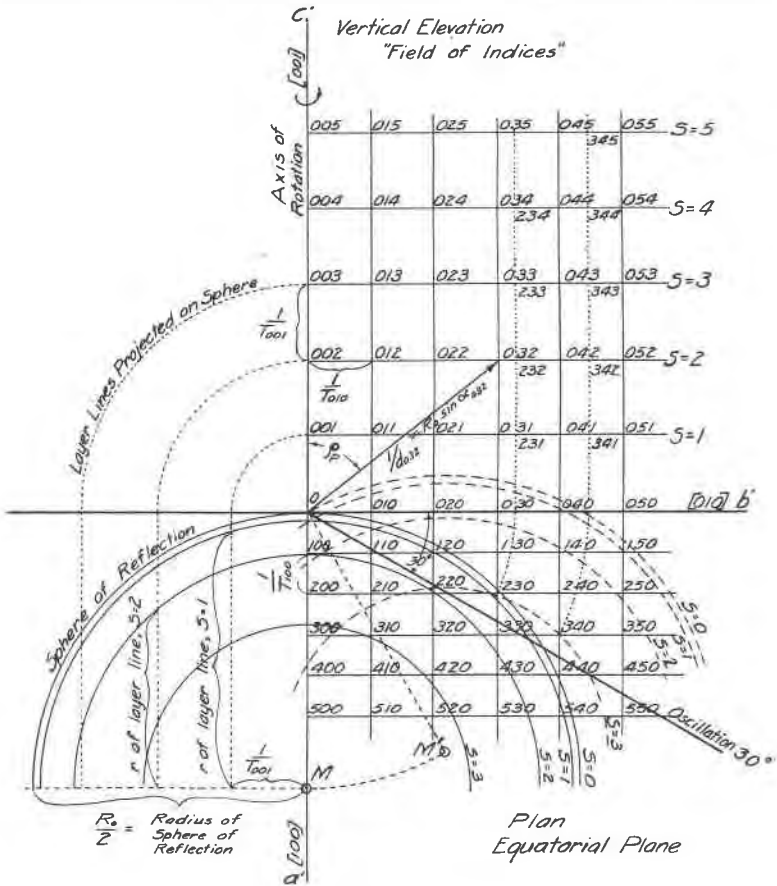 C'
Vertical Elevation
"Field of Indices"
[001]
Axis of
Rotation
005 015 025 035 045 055 S=5
345
004 014 024 034 044 054 S=4
234 344
003 013 023 033 043 053 S=3
233 343
Layer Lines Projected on Sphere
1/T001
002 012 022 032 042 052 S=2
232 342
1/T010
001 011 021 031 041 051 S=1
231 341
ρ
1/d032 = R0 sin α032
0 010 020 030 040 050 [010] b'
Sphere of Reflection
100 110 120 130 140 150
30°
1/T100
200 210 220 230 240 250
S=0
S=1
S=2
300 310 320 330 340 350
r of layer line, S=2
r of layer line, S=1
400 410 420 430 440 450
500 510 520 530 540 550
S=3
Oscillation 30°
1/T001
M
M'
S=3
S=2
S=1
S=0
R0/2 = Radius of
Sphere of
Reflection
a' [100]
Plan
Equatorial Plane